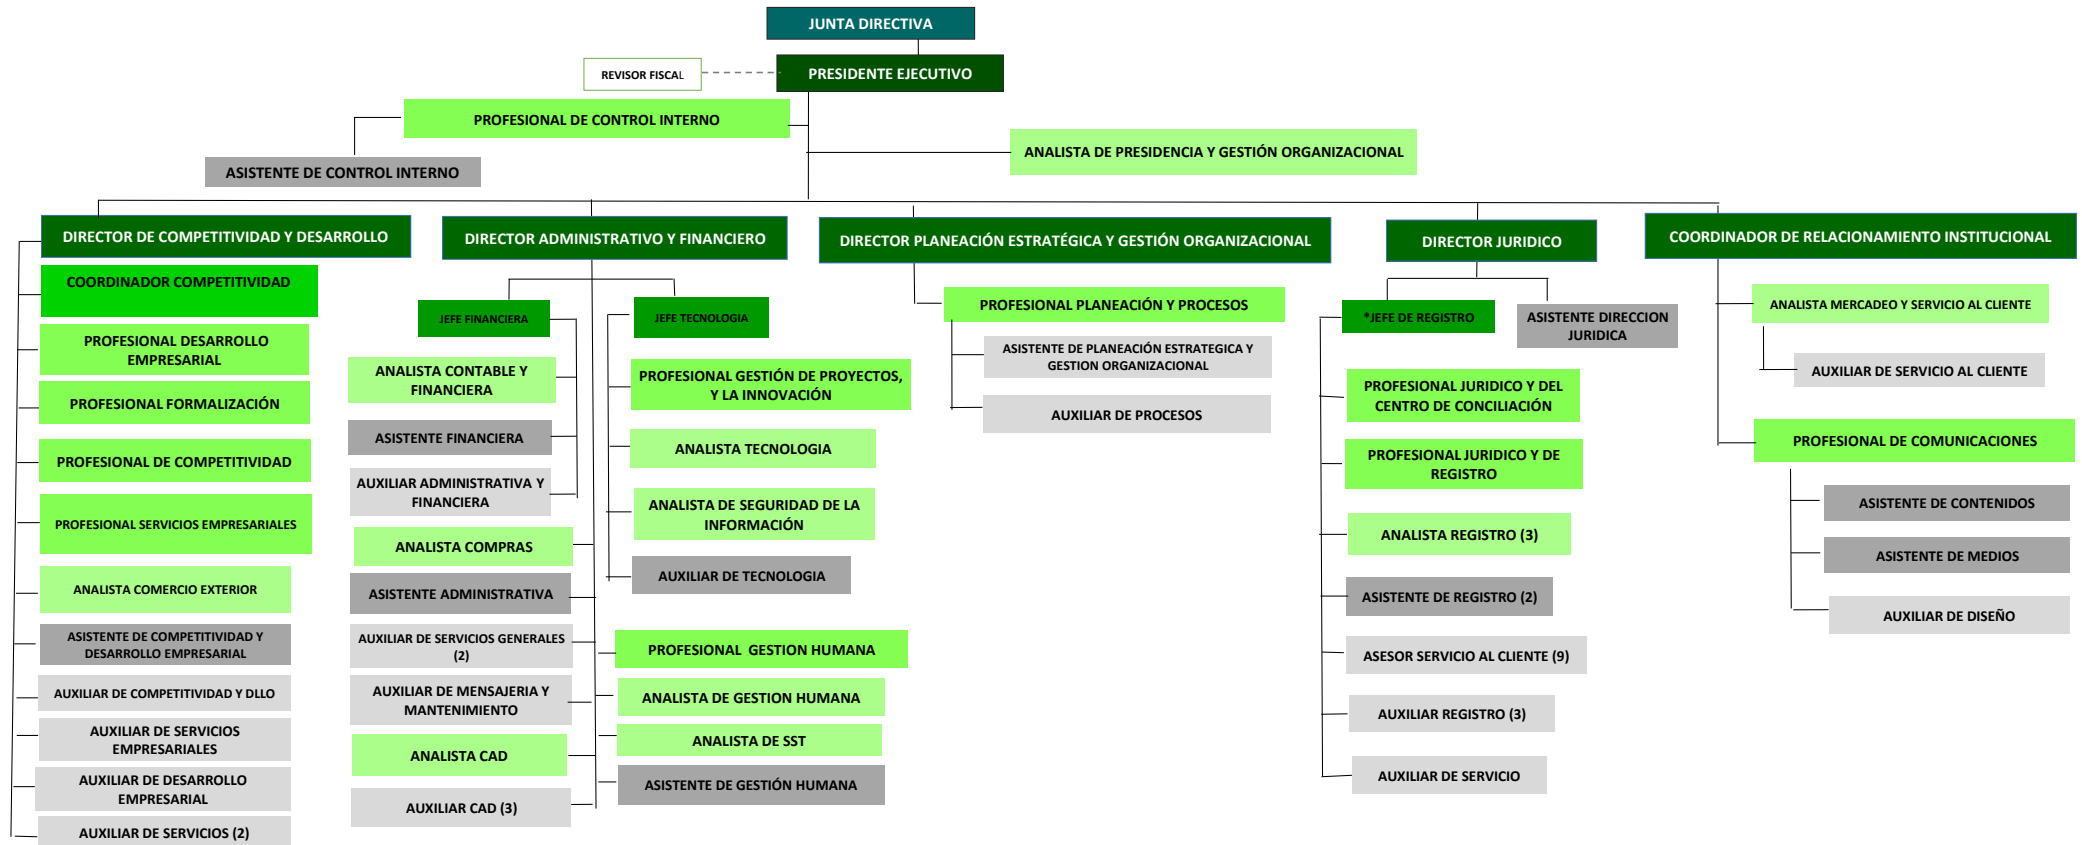 JUNTA DIRECTIVA
PRESIDENTE EJECUTIVO
REVISOR FISCAL
PROFESIONAL DE CONTROL INTERNO
ASISTENTE DE CONTROL INTERNO
ANALISTA DE PRESIDENCIA Y GESTIÓN ORGANIZACIONAL
DIRECTOR DE COMPETITIVIDAD Y DESARROLLO
COORDINADOR COMPETITIVIDAD
PROFESIONAL DESARROLLO
EMPRESARIAL
PROFESIONAL FORMALIZACIÓN
PROFESIONAL DE COMPETITIVIDAD
PROFESIONAL SERVICIOS EMPRESARIALES
ANALISTA COMERCIO EXTERIOR
ASISTENTE DE COMPETITIVIDAD Y
DESARROLLO EMPRESARIAL
AUXILIAR DE COMPETITIVIDAD Y DLLO
AUXILIAR DE SERVICIOS
EMPRESARIALES
AUXILIAR DE DESARROLLO
EMPRESARIAL
AUXILIAR DE SERVICIOS (2)
DIRECTOR ADMINISTRATIVO Y FINANCIERO
JEFE FINANCIERA
ANALISTA CONTABLE Y
FINANCIERA
ASISTENTE FINANCIERA
AUXILIAR ADMINISTRATIVA Y
FINANCIERA
ANALISTA COMPRAS
ASISTENTE ADMINISTRATIVA
AUXILIAR DE SERVICIOS GENERALES
(2)
AUXILIAR DE MENSAJERIA Y
MANTENIMIENTO
ANALISTA CAD
AUXILIAR CAD (3)
JEFE TECNOLOGIA
PROFESIONAL GESTIÓN DE PROYECTOS,
Y LA INNOVACIÓN
ANALISTA TECNOLOGIA
ANALISTA DE SEGURIDAD DE LA
INFORMACIÓN
AUXILIAR DE TECNOLOGIA
PROFESIONAL GESTION HUMANA
ANALISTA DE GESTION HUMANA
ANALISTA DE SST
ASISTENTE DE GESTIÓN HUMANA
DIRECTOR PLANEACIÓN ESTRATÉGICA Y GESTIÓN ORGANIZACIONAL
PROFESIONAL PLANEACIÓN Y PROCESOS
ASISTENTE DE PLANEACIÓN ESTRATEGICA Y
GESTION ORGANIZACIONAL
AUXILIAR DE PROCESOS
DIRECTOR JURIDICO
*JEFE DE REGISTRO
ASISTENTE DIRECCION
JURIDICA
PROFESIONAL JURIDICO Y DEL
CENTRO DE CONCILIACIÓN
PROFESIONAL JURIDICO Y DE
REGISTRO
ANALISTA REGISTRO (3)
ASISTENTE DE REGISTRO (2)
ASESOR SERVICIO AL CLIENTE (9)
AUXILIAR REGISTRO (3)
AUXILIAR DE SERVICIO
COORDINADOR DE RELACIONAMIENTO INSTITUCIONAL
ANALISTA MERCADEO Y SERVICIO AL CLIENTE
AUXILIAR DE SERVICIO AL CLIENTE
PROFESIONAL DE COMUNICACIONES
ASISTENTE DE CONTENIDOS
ASISTENTE DE MEDIOS
AUXILIAR DE DISEÑO